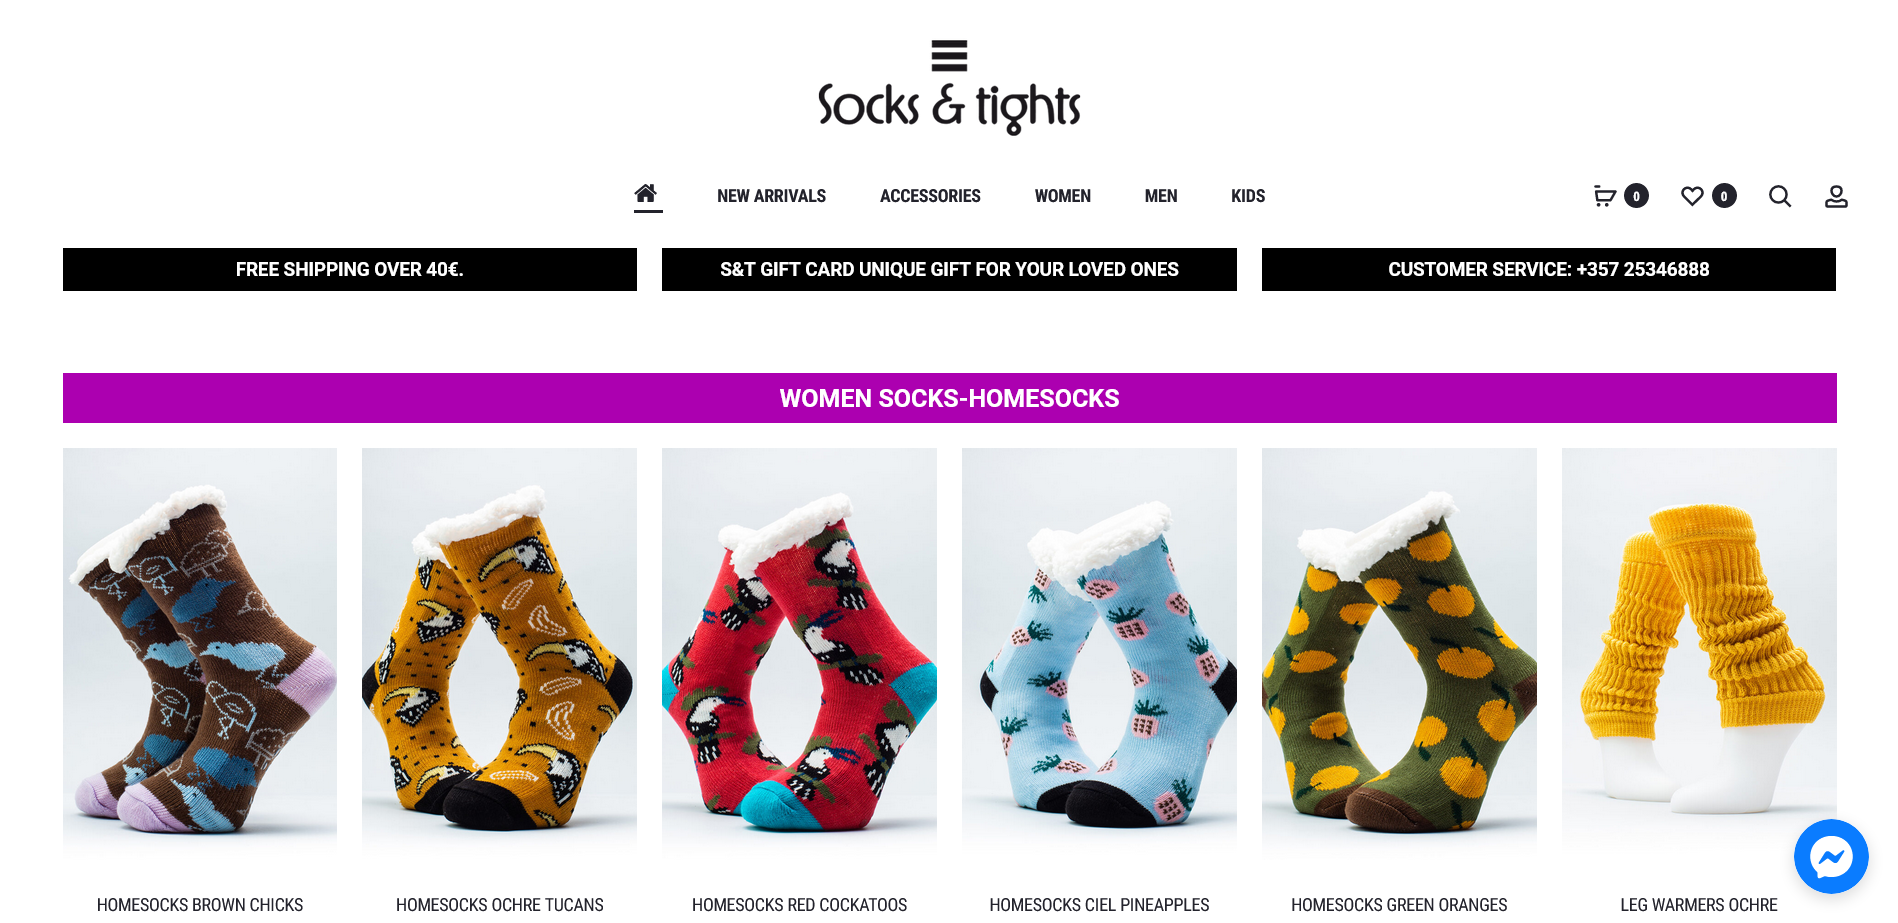 Socks & tights
NEW ARRIVALS
ACCESSORIES
WOMEN
MEN
KIDS
0
0
FREE SHIPPING OVER 40€.
S&T GIFT CARD UNIQUE GIFT FOR YOUR LOVED ONES
CUSTOMER SERVICE: +357 25346888
WOMEN SOCKS-HOMESOCKS
HOMESOCKS BROWN CHICKS
HOMESOCKS OCHRE TUCANS
HOMESOCKS RED COCKATOOS
HOMESOCKS CIEL PINEAPPLES
HOMESOCKS GREEN ORANGES
LEG WARMERS OCHRE